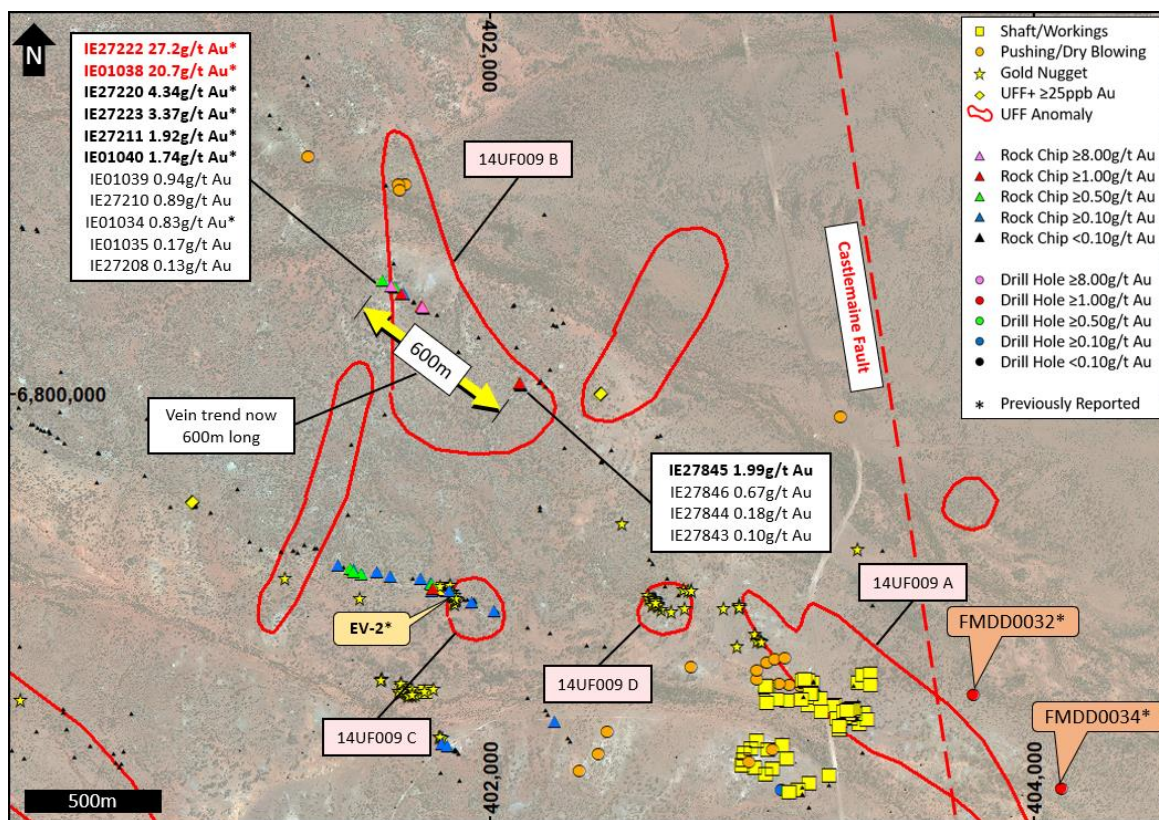 N
IE27222 27.2g/t Au*
IE01038 20.7g/t Au*
IE27220 4.34g/t Au*
IE27223 3.37g/t Au*
IE27211 1.92g/t Au*
IE01040 1.74g/t Au*
IE01039 0.94g/t Au
IE27210 0.89g/t Au
IE01034 0.83g/t Au*
IE01035 0.17g/t Au
IE27208 0.13g/t Au
402,000
14UF009 B
Castlemaine Fault
Shaft/Workings
Pushing/Dry Blowing
Gold Nugget
UFF+ ≥25ppb Au
UFF Anomaly
Rock Chip ≥8.00g/t Au
Rock Chip ≥1.00g/t Au
Rock Chip ≥0.50g/t Au
Rock Chip ≥0.10g/t Au
Rock Chip <0.10g/t Au
Drill Hole ≥8.00g/t Au
Drill Hole ≥1.00g/t Au
Drill Hole ≥0.50g/t Au
Drill Hole ≥0.10g/t Au
Drill Hole <0.10g/t Au
* Previously Reported
600m
6,800,000
Vein trend now
600m long
IE27845 1.99g/t Au
IE27846 0.67g/t Au
IE27844 0.18g/t Au
IE27843 0.10g/t Au
14UF009 A
EV-2*
FMDD0032*
14UF009 D
FMDD0034*
14UF009 C
402,000
404,000
500m